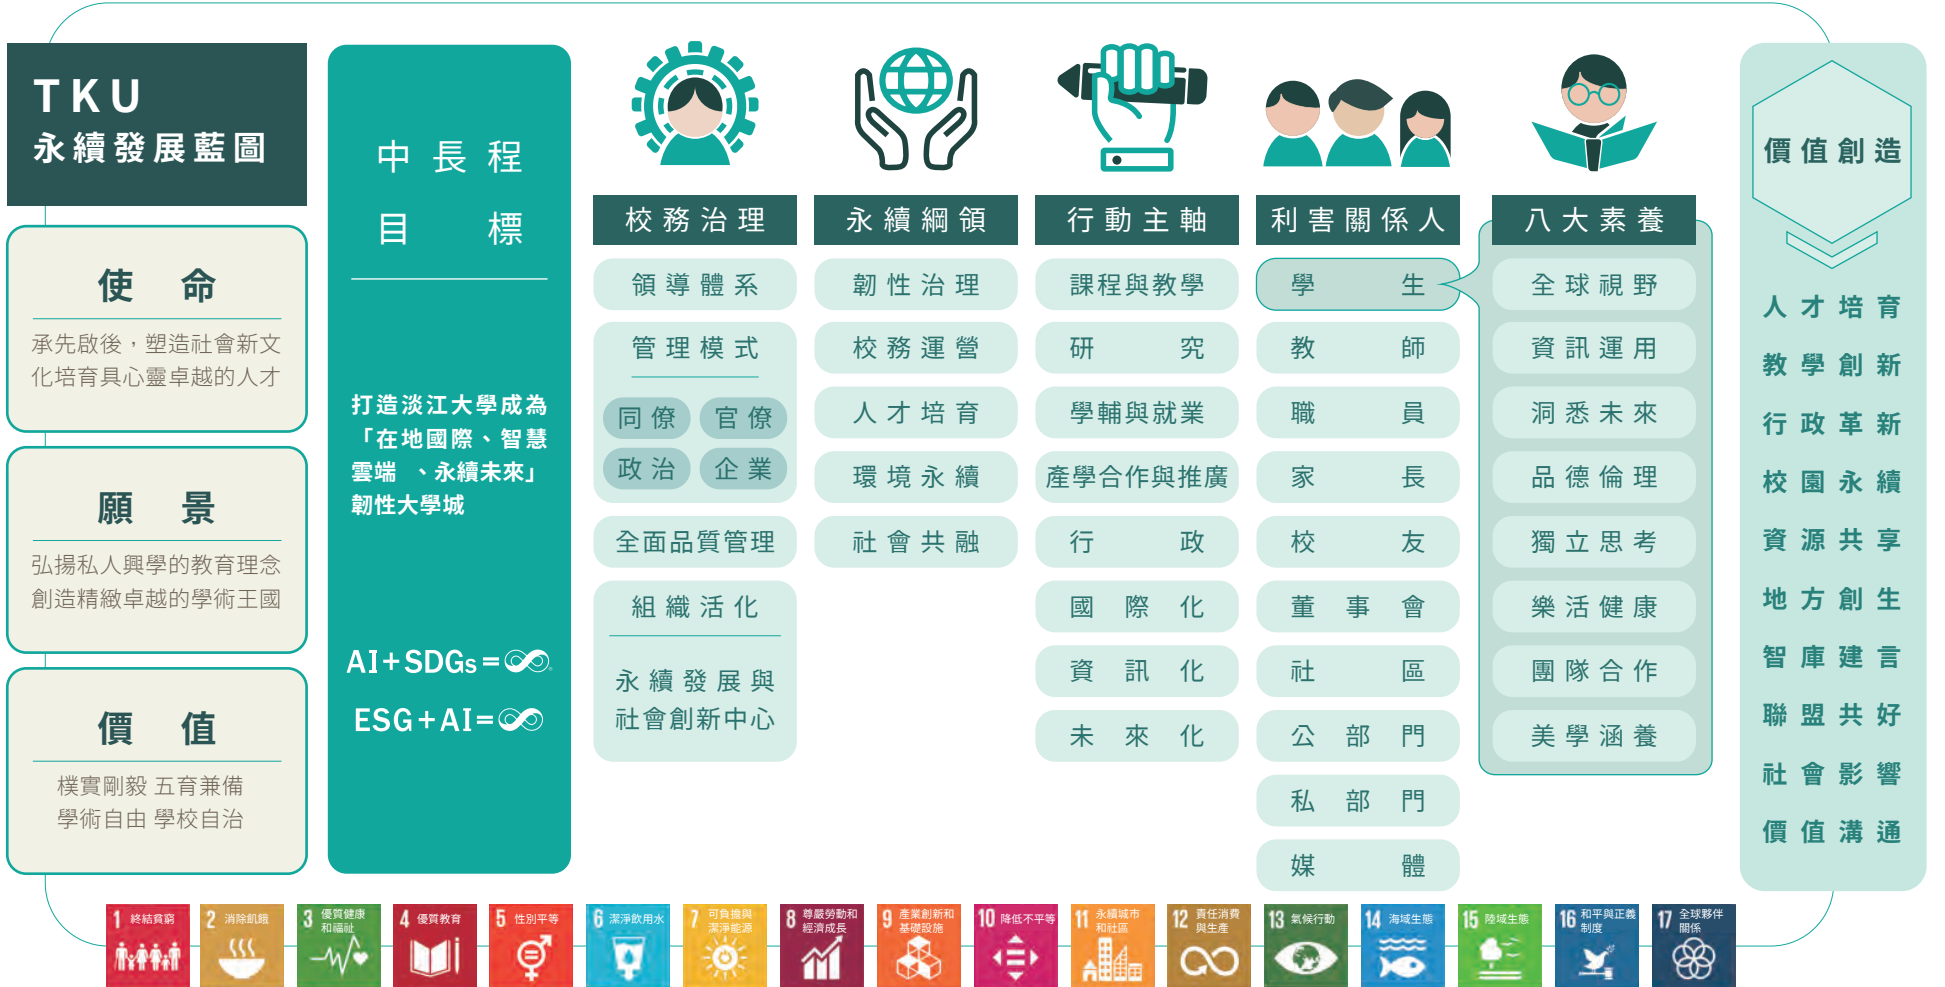 TKU
永續發展藍圖
使命
承先啟後，塑造社會新文
化培育具心靈卓越的人才
願景
弘揚私人興學的教育理念
創造精緻卓越的學術王國
價值
樸實剛毅 五育兼備
學術自由 學校自治
中長程
目標
打造淡江大學成為
「在地國際、智慧
雲端 、永續未來」
韌性大學城
AI+SDGs=∞
ESG+AI=∞
校務治理
領導體系
管理模式
同僚 官僚
政治 企業
全面品質管理
組織活化
永續發展與
社會創新中心
永續綱領
韌性治理
校務運營
人才培育
環境永續
社會共融
行動主軸
課程與教學
研究
學輔與就業
產學合作與推廣
行政
國際化
資訊化
未來化
利害關係人
學生
教師
職員
家長
校友
董事會
社區
公部門
私部門
媒體
八大素養
全球視野
資訊運用
洞悉未來
品德倫理
獨立思考
樂活健康
團隊合作
美學涵養
價值創造
人才培育
教學創新
行政革新
校園永續
資源共享
地方創生
智庫建言
聯盟共好
社會影響
價值溝通
1 終結貧窮
2 消除飢餓
3 優質健康
和福祉
4 優質教育
5 性別平等
6 潔淨飲用水
7 可負擔與
潔淨能源
8 尊嚴勞動和
經濟成長
9 產業創新和
基礎設施
10 降低不平等
11 永續城市
和社區
12 責任消費
與生產
13 氣候行動
14 海域生態
15 陸域生態
16 和平與正義
制度
17 全球夥伴
關係